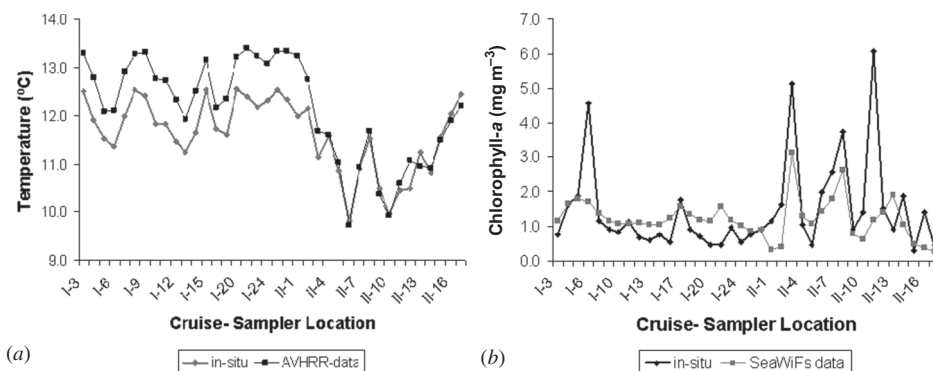 14.0
13.0
12.0
11.0
10.0
9.0
Temperature (ºC)
I-3
I-6
I-9
I-12
I-15
I-20
I-24
II-1
II-4
II-7
II-10
II-13
II-16
Cruise- Sampler Location
(a)
in-situ AVHRR-data
7.0
6.0
5.0
4.0
3.0
2.0
1.0
0.0
Chlorophyll-a (mg m−3)
I-3
I-6
I-10
I-13
I-17
I-20
I-24
II-1
II-4
II-7
II-10
II-13
II-16
Cruise- Sampler Location
(b)
in-situ SeaWiFs data